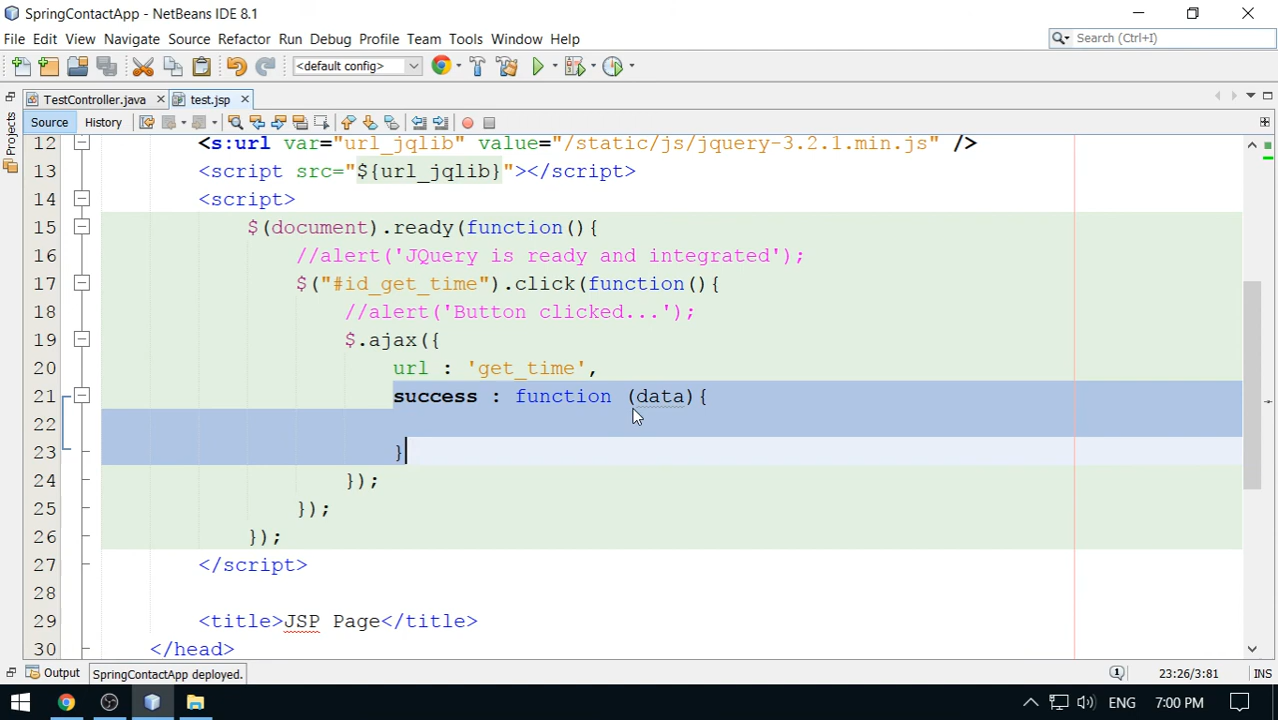 SpringContactApp - NetBeans IDE 8.1
File Edit View Navigate Source Refactor Run Debug Profile Team Tools Window Help
Search (Ctrl+I)
<default config>
TestController.java test.jsp
Projects
Source History
12 <s:url var="url_jqlib" value="/static/js/jquery-3.2.1.min.js" />
13 <script src="${url_jqlib}"></script>
14 <script>
15 $(document).ready(function(){
16 //alert('JQuery is ready and integrated');
17 $("#id_get_time").click(function(){
18 //alert('Button clicked...');
19 $.ajax({
20 url : 'get_time',
21 success : function (data){
22
23 }
24 });
25 });
26 });
27 </script>
28
29 <title>JSP Page</title>
30 </head>
Output SpringContactApp deployed. 23:26/3:81 INS
ENG 7:00 PM